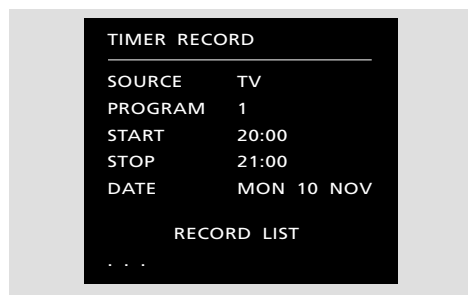 TIMER RECORD
SOURCE TV
PROGRAM 1
START 20:00
STOP 21:00
DATE MON 10 NOV
RECORD LIST
. . .